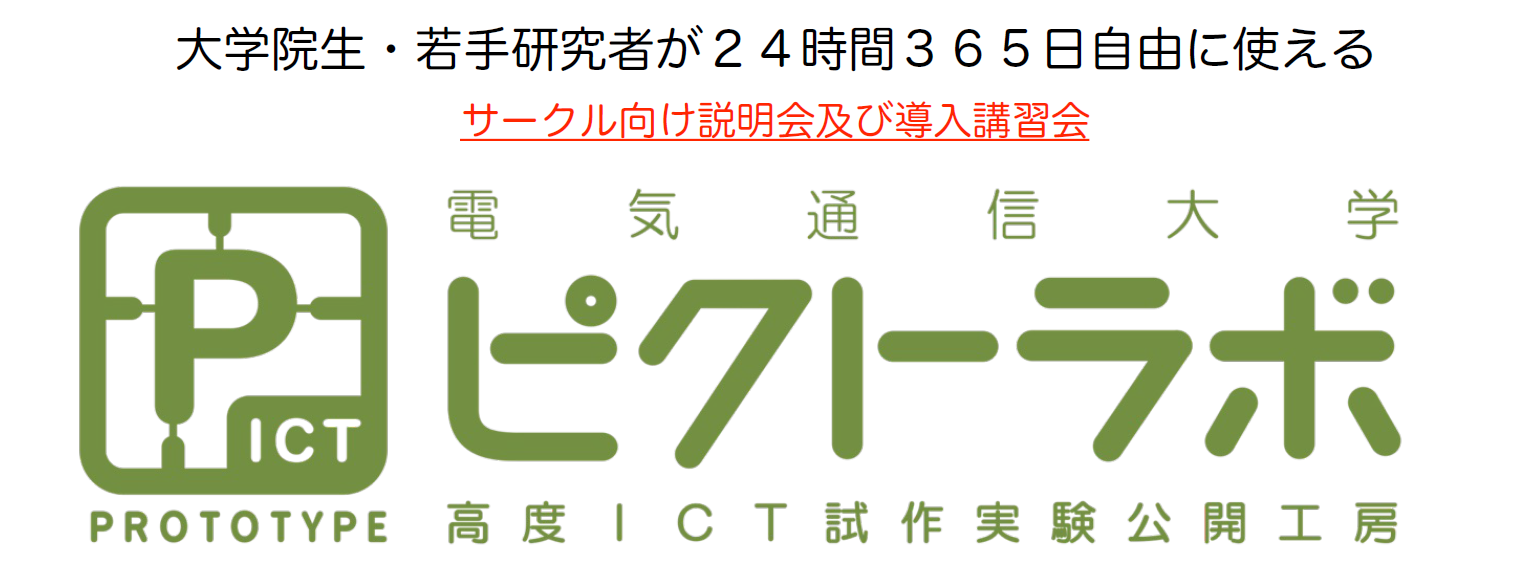 大学院生・若手研究者が２４時間３６５日自由に使える
サークル向け説明会及び導入講習会
P
ICT
PROTOTYPE
電気通信大学
ピクトラボ
高度ICT試作実験公開工房